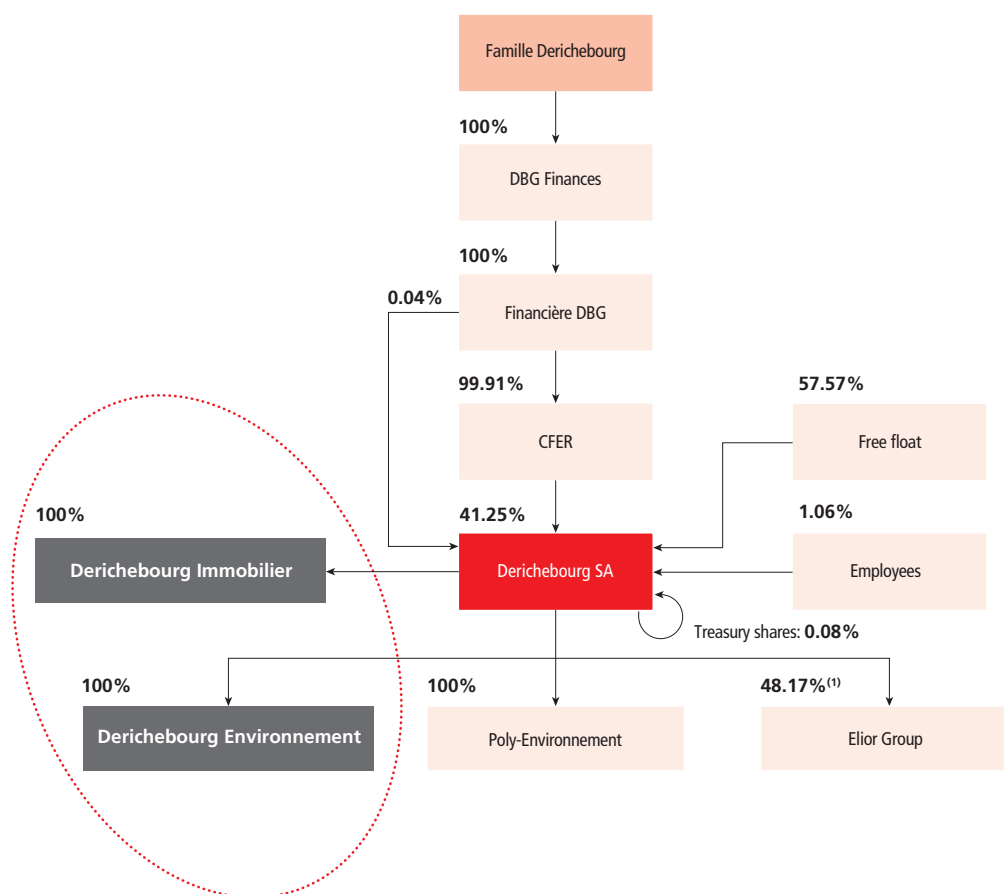 Famille Derichebourg
100%
DBG Finances
100%
0.04%
Financière DBG
99.91%
57.57%
CFER
Free float
100%
41.25%
1.06%
Derichebourg Immobilier
Derichebourg SA
Employees
Treasury shares: 0.08%
100%
100%
48.17%(1)
Derichebourg Environnement
Poly-Environnement
Elior Group